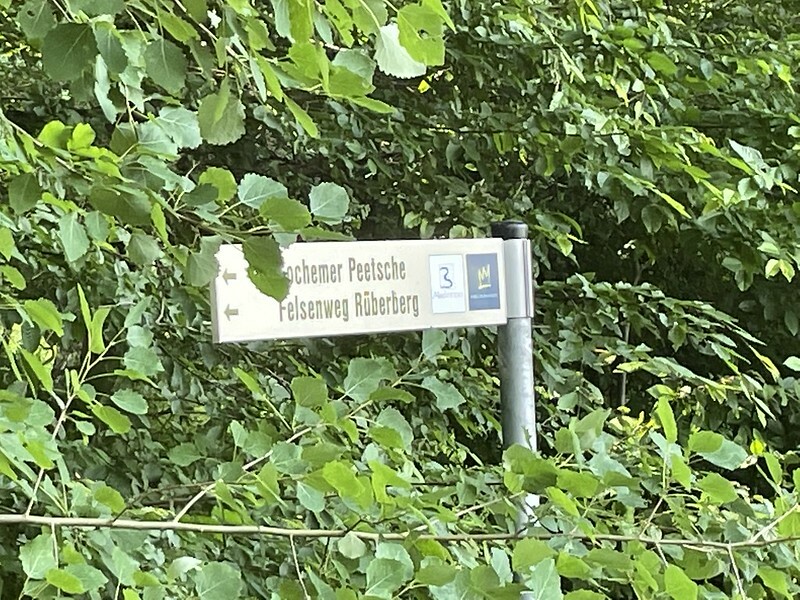 ← ochemer Peetsche
← Felsenweg Rüberberg